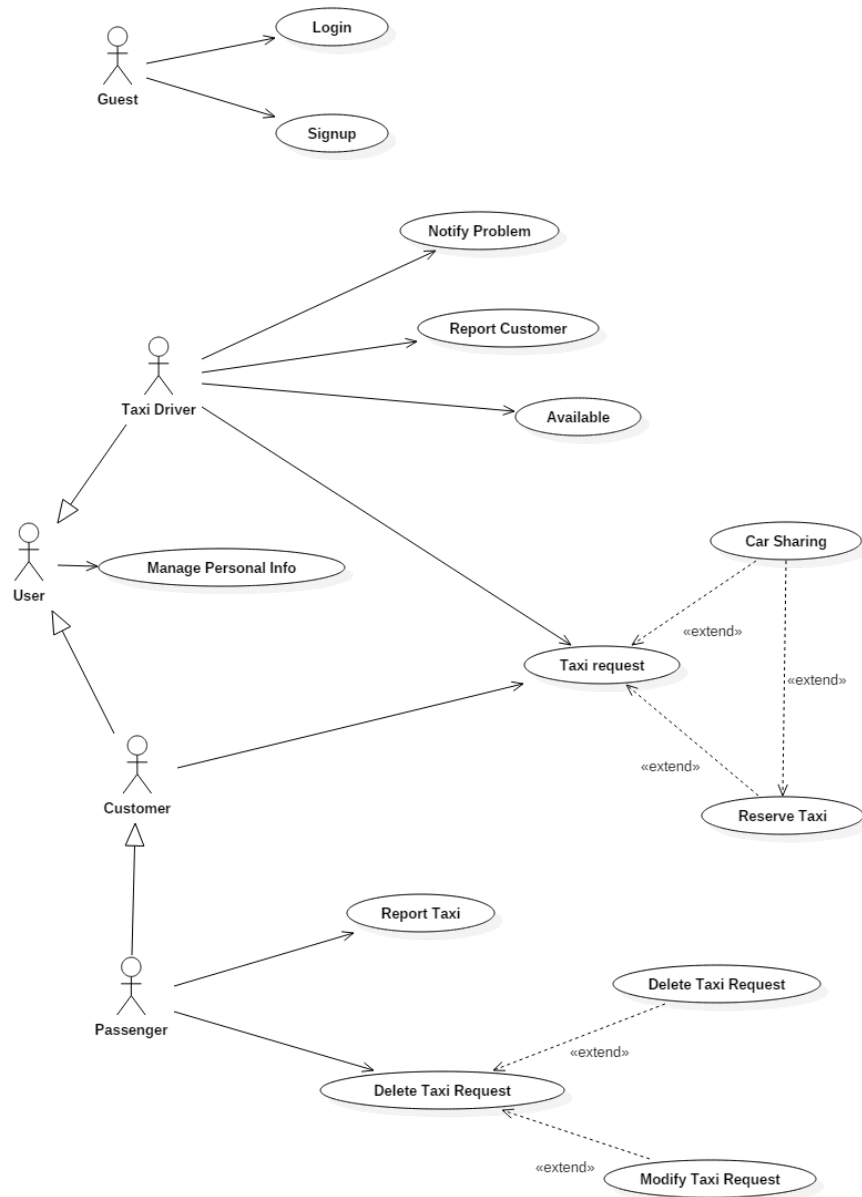 Login
Guest
Signup
Notify Problem
Report Customer
Taxi Driver
Available
Car Sharing
Manage Personal Info
User
«extend»
Taxi request
«extend»
«extend»
Customer
Reserve Taxi
Report Taxi
Delete Taxi Request
Passenger
«extend»
Delete Taxi Request
«extend»
Modify Taxi Request